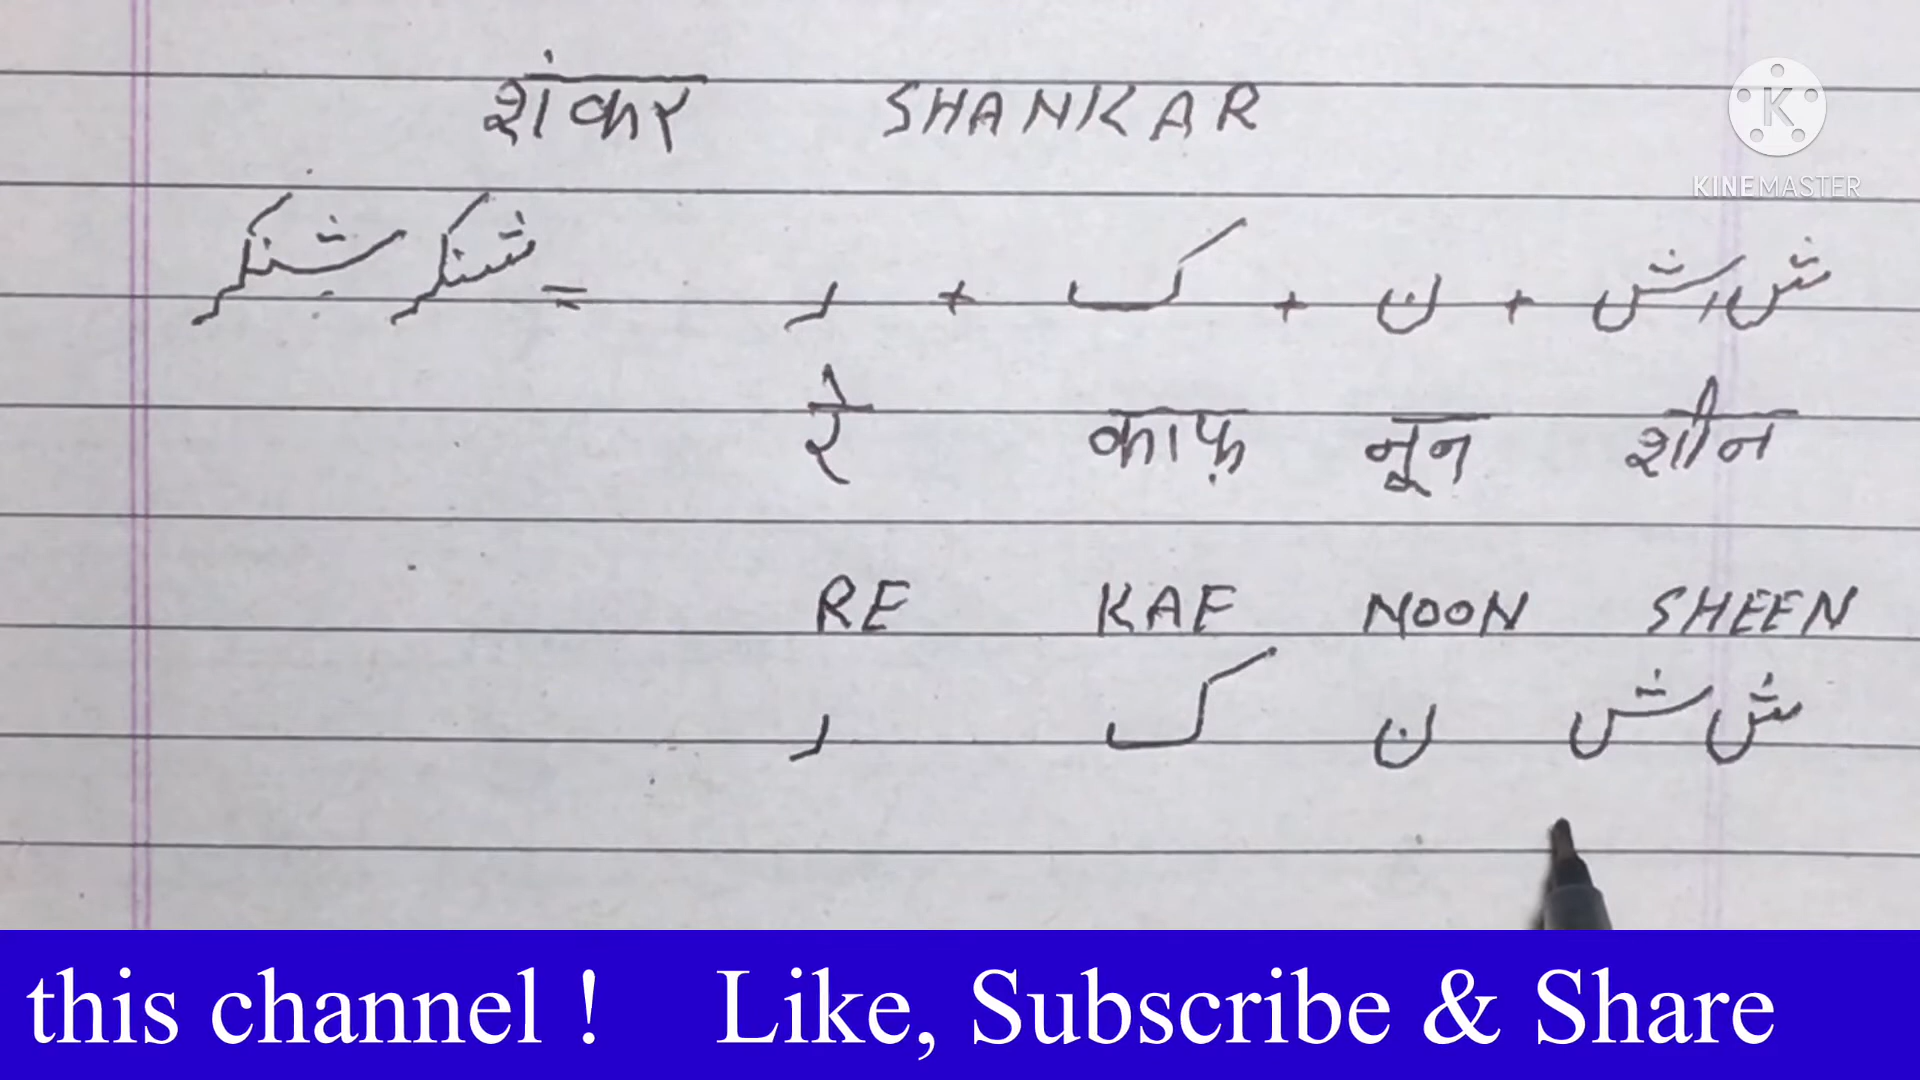 शंकर SHANKAR
KINEMASTER
ش , ش + ن + ک + ر = شنکر شنکر
रे काफ़ नून शीन
RE KAF NOON SHEEN
ش ش ن ک ر
this channel ! Like, Subscribe & Share